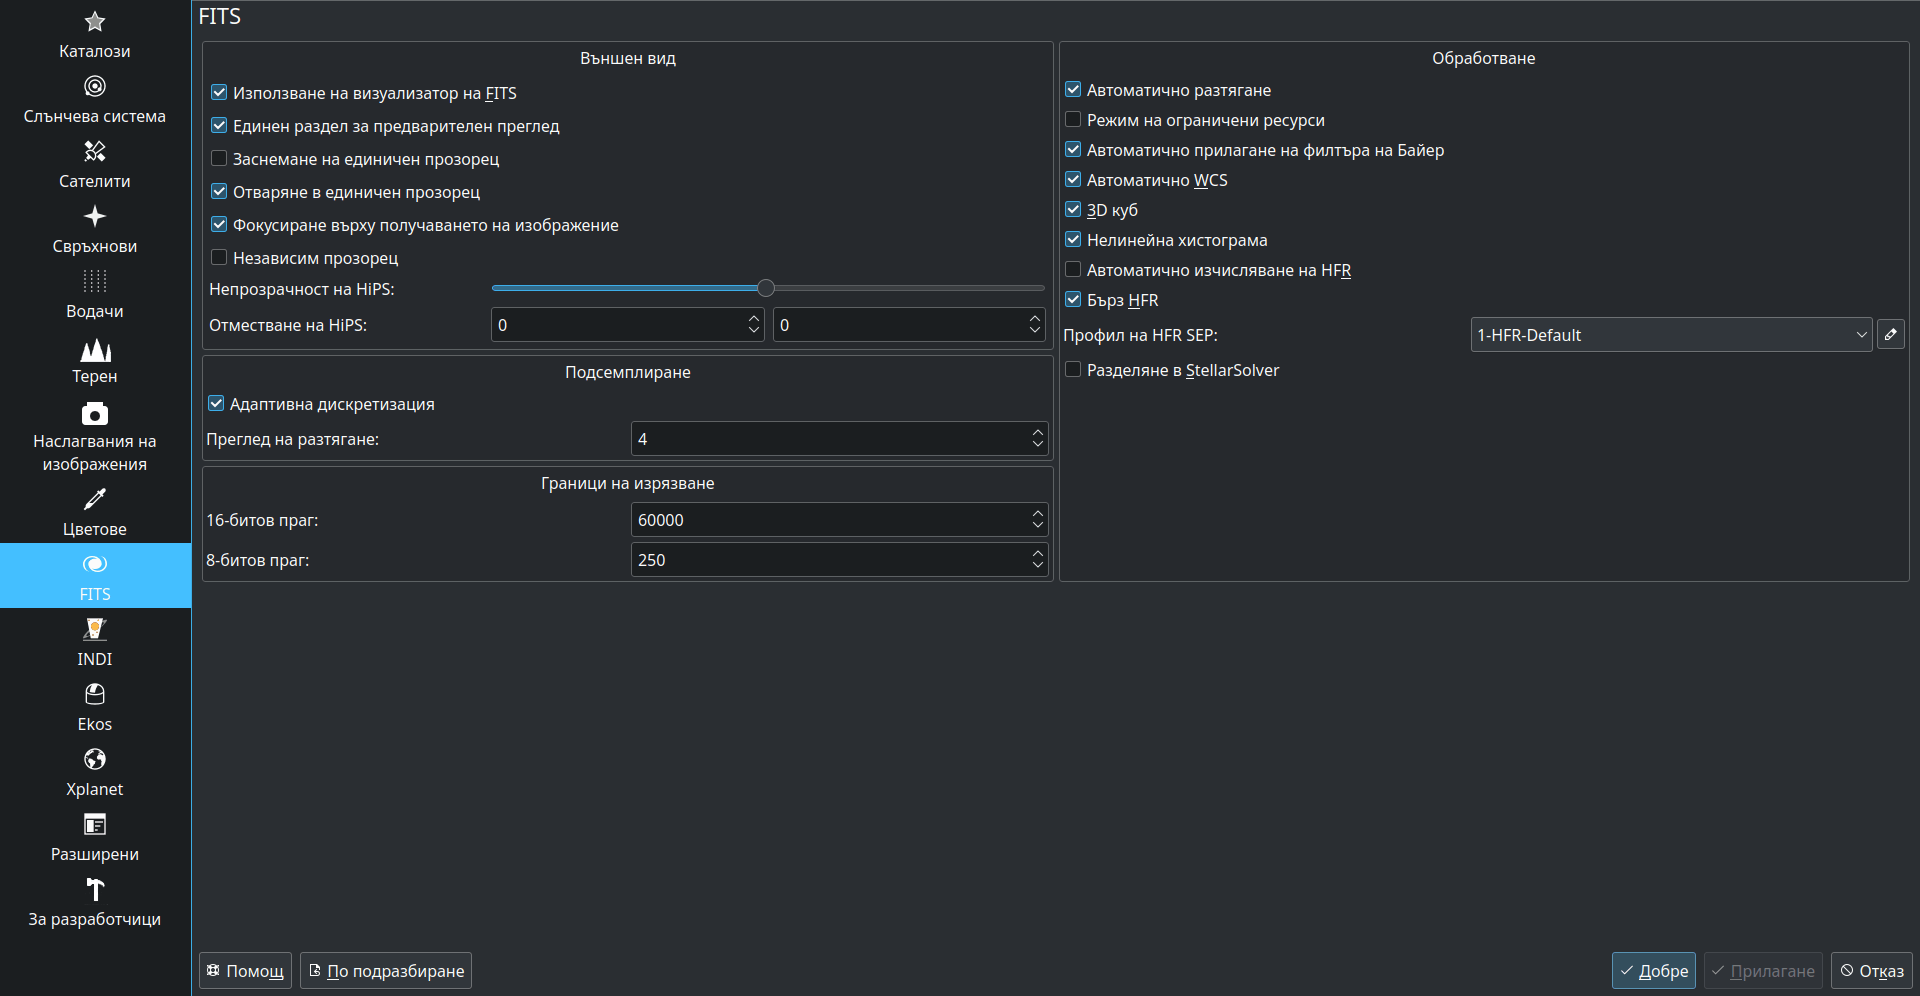 Каталози
Слънчева система
Сателити
Свръхнови
Водачи
Терен
Наслагвания на
изображения
Цветове
FITS
INDI
Ekos
Xplanet
Разширени
За разработчици
FITS
Външен вид
Използване на визуализатор на FITS
Единен раздел за предварителен преглед
Заснемане на единичен прозорец
Отваряне в единичен прозорец
Фокусиране върху получаването на изображение
Независим прозорец
Непрозрачност на HiPS:
Отместване на HiPS: 0 0
Подсемплиране
Адаптивна дискретизация
Преглед на разтягане: 4
Граници на изрязване
16-битов праг: 60000
8-битов праг: 250
Обработване
Автоматично разтягане
Режим на ограничени ресурси
Автоматично прилагане на филтъра на Байер
Автоматично WCS
3D куб
Нелинейна хистограма
Автоматично изчисляване на HFR
Бърз HFR
Профил на HFR SEP: 1-HFR-Default
Разделяне в StellarSolver
Помощ По подразбиране Добре Прилагане Отказ